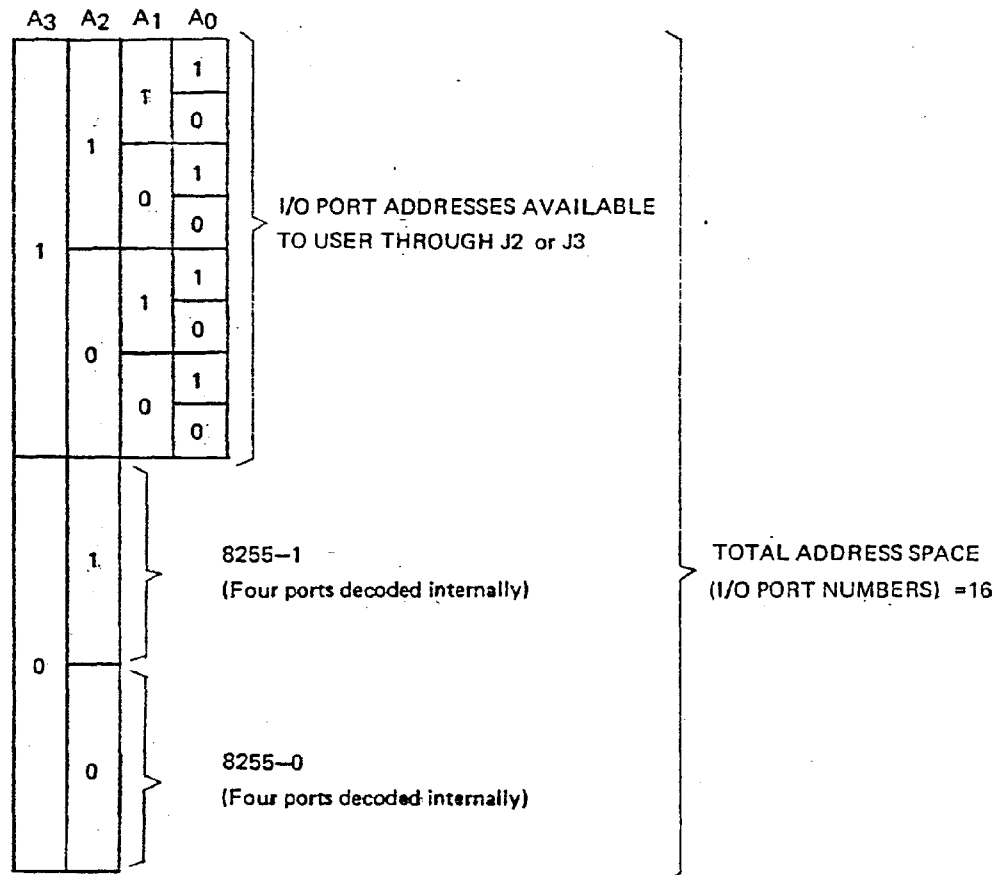 A3 A2 A1 A0
1
1
0
1
1
0
0
I/O PORT ADDRESSES AVAILABLE
TO USER THROUGH J2 or J3
1
1
0
1
0
0
1
0
1
8255-1
(Four ports decoded internally)
TOTAL ADDRESS SPACE
(I/O PORT NUMBERS) =16
0
0
8255-0
(Four ports decoded internally)